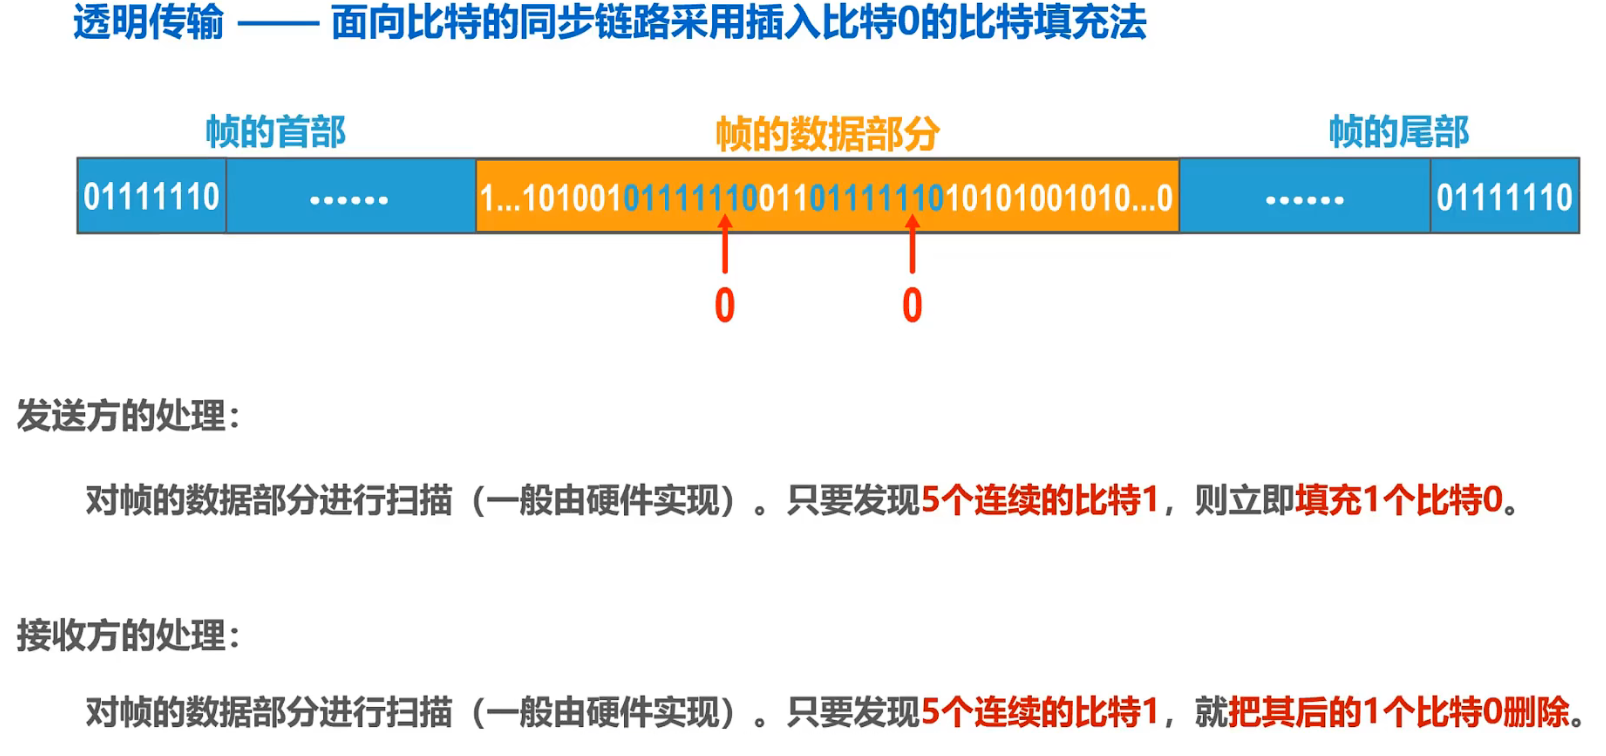 透明传输 —— 面向比特的同步链路采用插入比特0的比特填充法
帧的首部 帧的数据部分 帧的尾部
01111110 …… 1...101001011111100110111111010101001010...0 …… 01111110
0 0
发送方的处理：
对帧的数据部分进行扫描（一般由硬件实现）。只要发现5个连续的比特1，则立即填充1个比特0。
接收方的处理：
对帧的数据部分进行扫描（一般由硬件实现）。只要发现5个连续的比特1，就把其后的1个比特0删除。